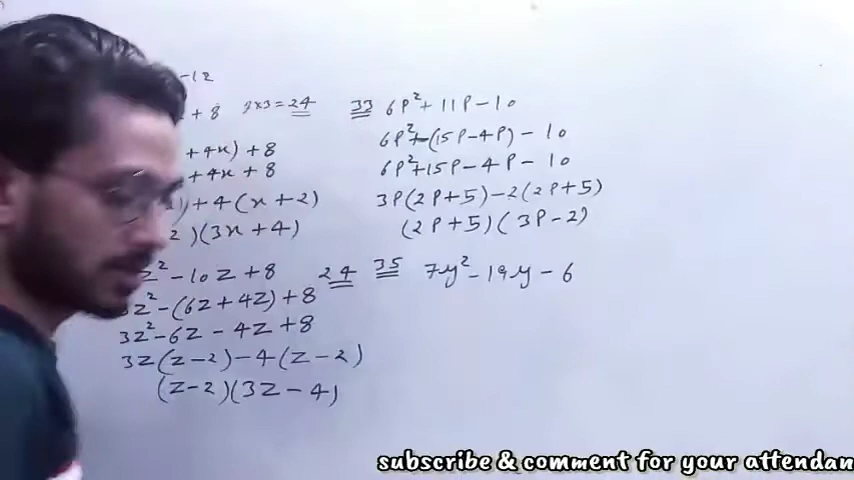 -12
+ 8 3×3 = 24
+ 4x) + 8
+ 4x + 8
) + 4(x + 2)
2)(3x + 4)
z² - 10z + 8 24
3z² - (6z + 4z) + 8
3z² - 6z - 4z + 8
3z(z - 2) - 4(z - 2)
(z - 2)(3z - 4)
33 6p² + 11p - 10
6p² + (15p - 4p) - 10
6p² + 15p - 4p - 10
3p(2p + 5) - 2(2p + 5)
(2p + 5)(3p - 2)
35 7y² - 19y - 6
subscribe & comment for your attendan